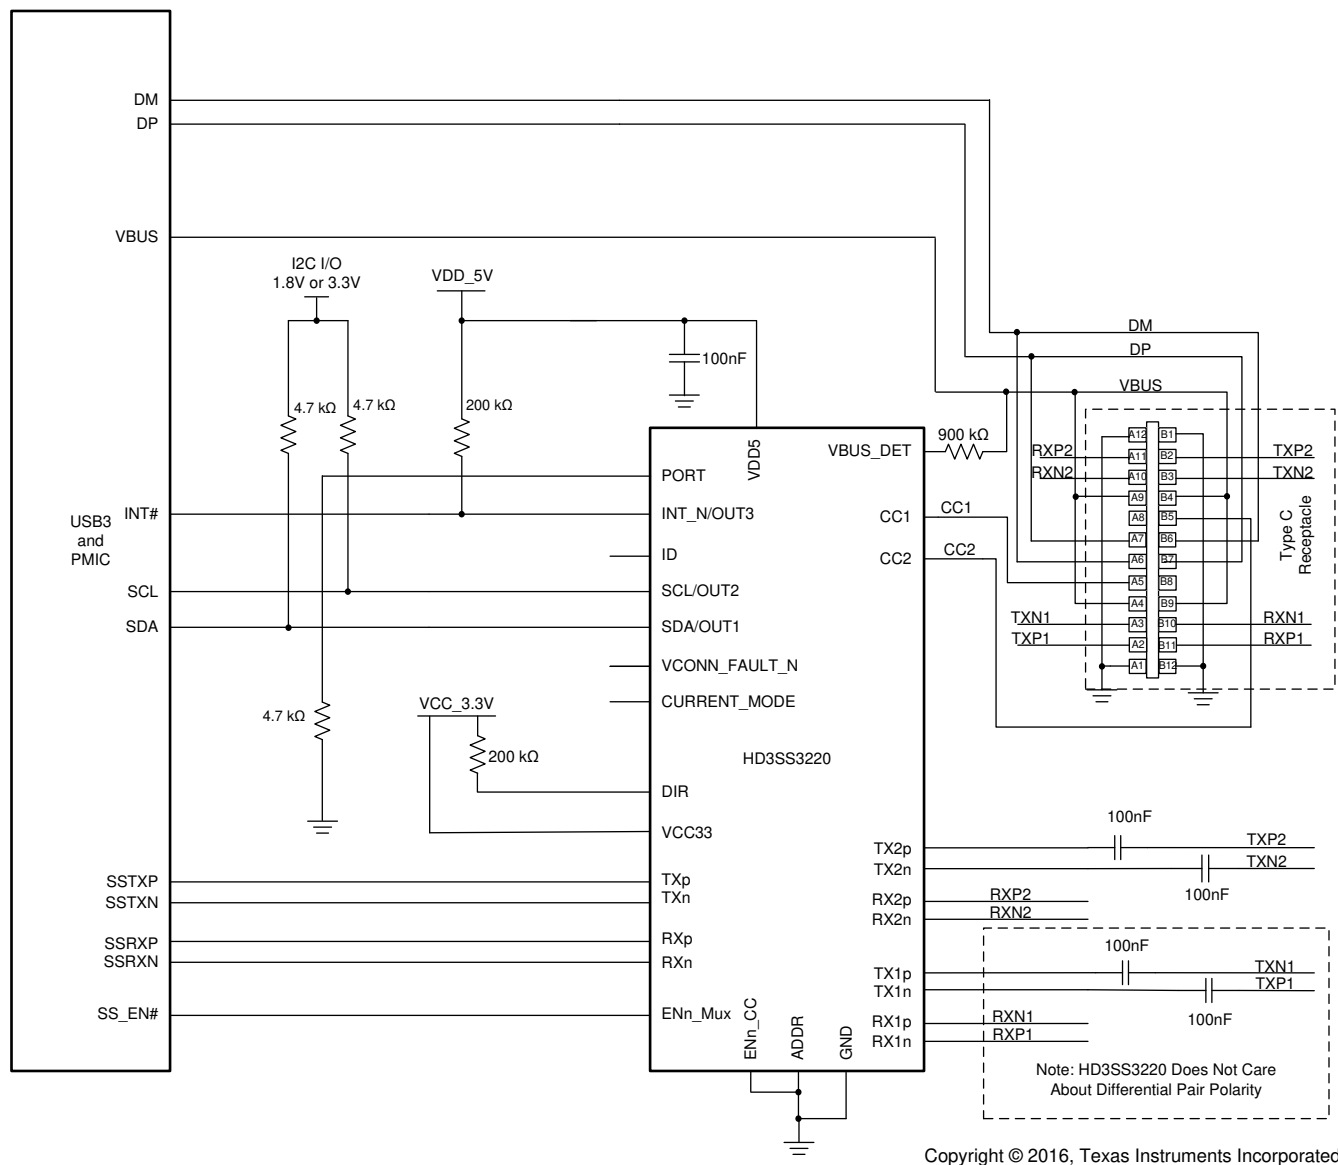 DM
DP
VBUS
I2C I/O
1.8V or 3.3V
VDD_5V
100nF
4.7 kΩ
4.7 kΩ
200 kΩ
DM
DP
VBUS
VDD5
VBUS_DET
900 kΩ
PORT
USB3
and
PMIC
INT#
INT_N/OUT3
CC1
CC1
ID
CC2
CC2
SCL
SCL/OUT2
SDA
SDA/OUT1
VCONN_FAULT_N
CURRENT_MODE
4.7 kΩ
VCC_3.3V
200 kΩ
HD3SS3220
DIR
VCC33
RXP2
RXN2
TXN1
TXP1
A12 B1
A11 B2
A10 B3
A9 B4
A8 B5
A7 B6
A6 B7
A5 B8
A4 B9
A3 B10
A2 B11
A1 B12
TXP2
TXN2
RXN1
RXP1
Type C
Receptacle
SSTXP
SSTXN
TXp
TXn
SSRXP
SSRXN
RXp
RXn
SS_EN#
ENn_Mux
ENn_CC
ADDR
GND
TX2p
TX2n
100nF
TXP2
TXN2
100nF
RX2p
RX2n
RXP2
RXN2
TX1p
TX1n
100nF
TXN1
TXP1
100nF
RX1p
RX1n
RXN1
RXP1
Note: HD3SS3220 Does Not Care
About Differential Pair Polarity
Copyright © 2016, Texas Instruments Incorporated